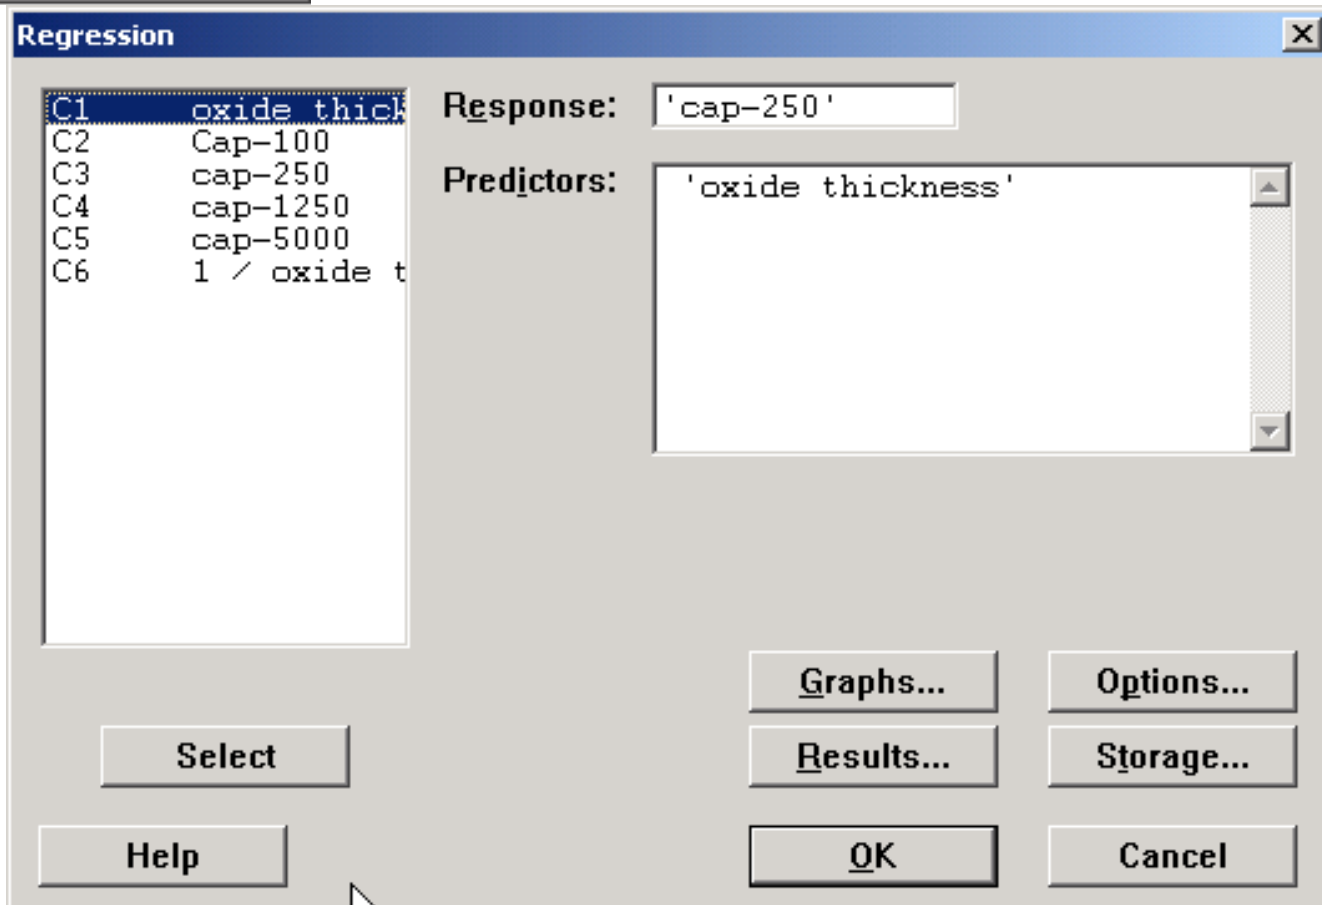 Regression
C1 oxide thick
C2 Cap-100
C3 cap-250
C4 cap-1250
C5 cap-5000
C6 1 / oxide t
Response: 'cap-250'
Predictors: 'oxide thickness'
Graphs... Options...
Select Results... Storage...
Help OK Cancel